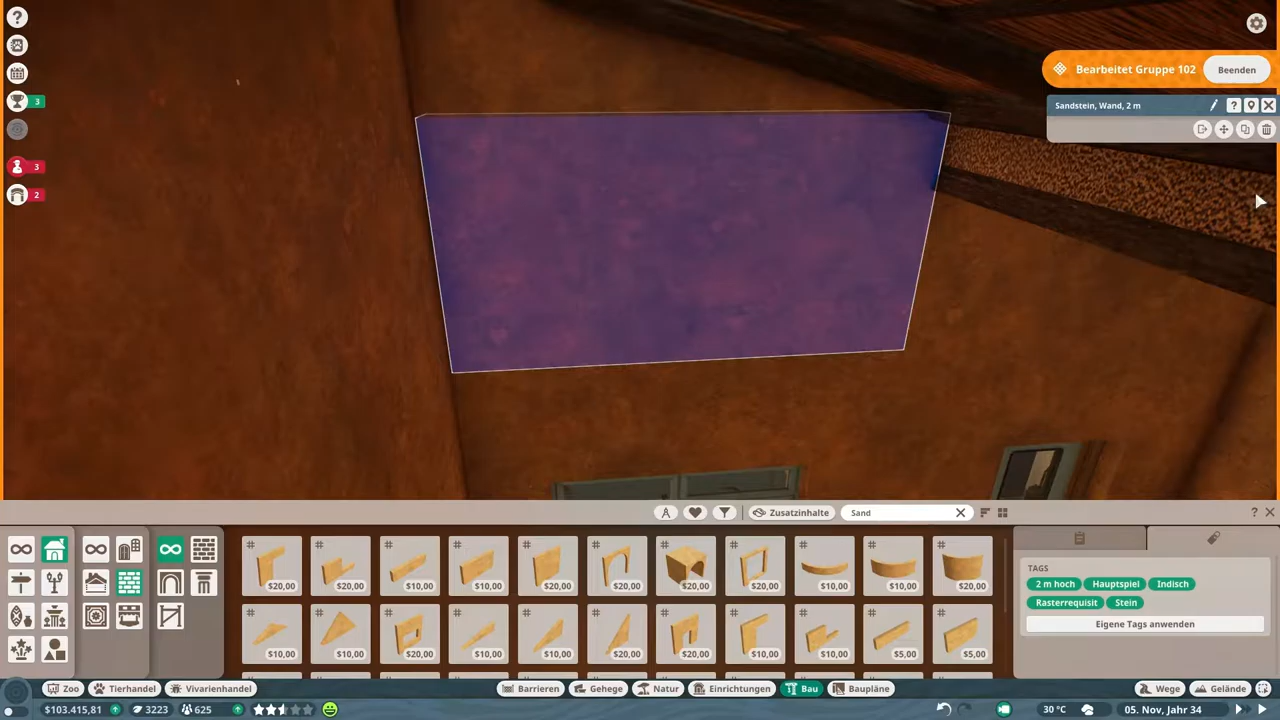 ?
3
3
2
Bearbeitet Gruppe 102
Beenden
Sandstein, Wand, 2 m
?
Zusatzinhalte
Sand
?
$20,00
$20,00
$10,00
$10,00
$20,00
$20,00
$20,00
$20,00
$10,00
$10,00
$20,00
$10,00
$10,00
$20,00
$10,00
$10,00
$20,00
$20,00
$10,00
$10,00
$5,00
$5,00
TAGS
2 m hoch
Hauptspiel
Indisch
Rasterrequisit
Stein
Eigene Tags anwenden
Zoo
Tierhandel
Vivarienhandel
Barrieren
Gehege
Natur
Einrichtungen
Bau
Baupläne
Wege
Gelände
$103.415,81
3223
625
30 °C
05. Nov, Jahr 34